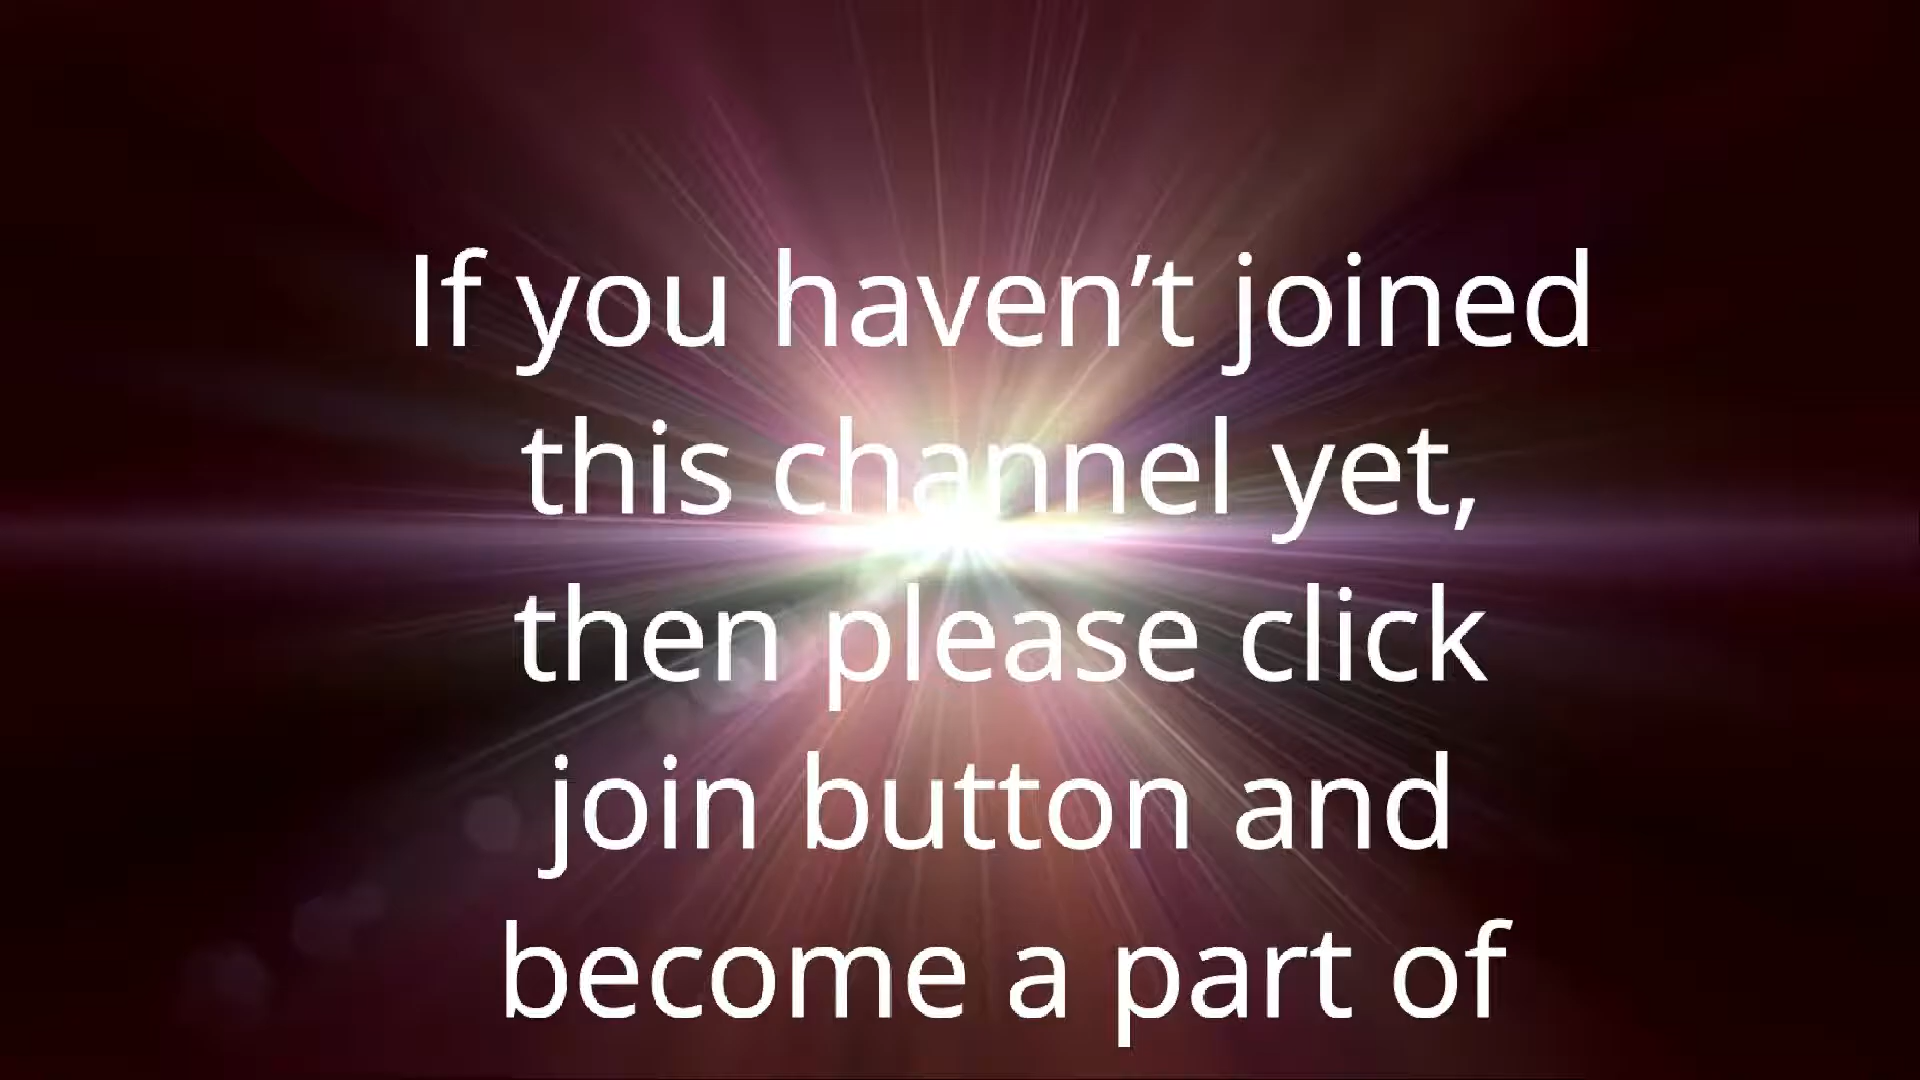 If you haven’t joined
this channel yet,
then please click
join button and
become a part of